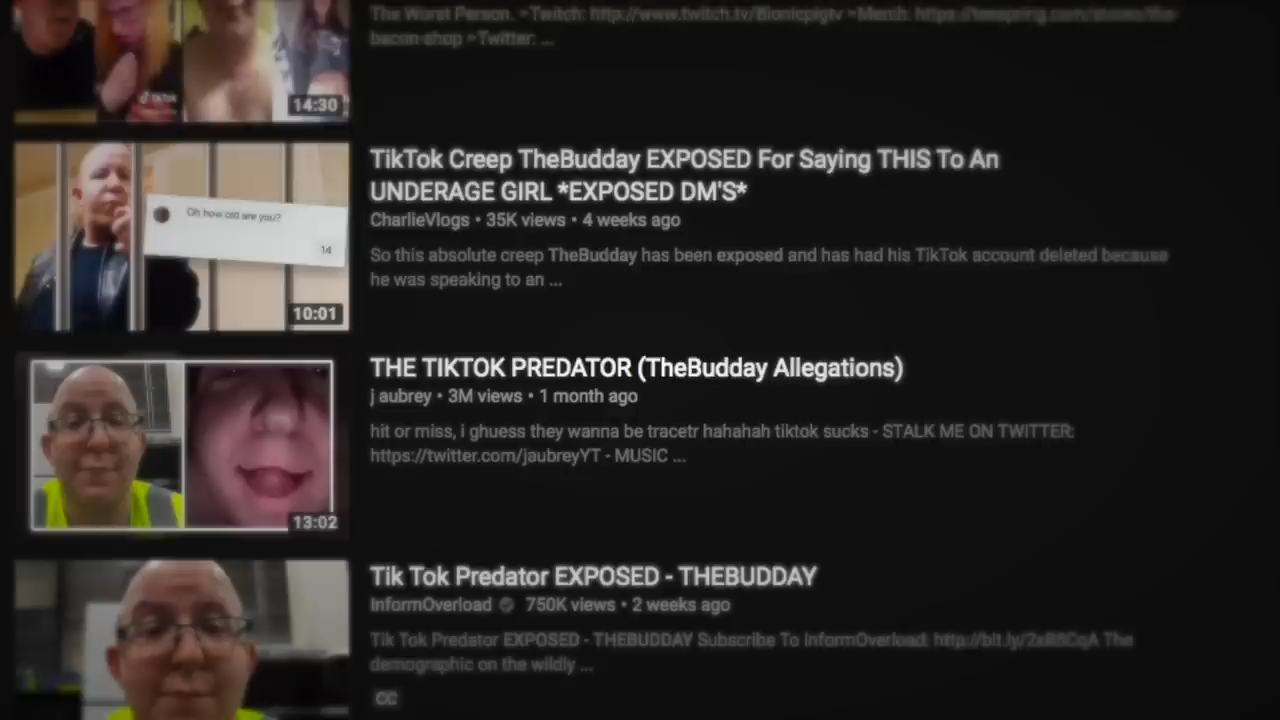 The Worst Person. >Twitch: http://www.twitch.tv/Bionicpigtv >Merch:
bacon-shop >Twitter: ...
TikTok
14:30
TikTok Creep TheBudday EXPOSED For Saying THIS To An
UNDERAGE GIRL *EXPOSED DM'S*
CharlieVlogs • 35K views • 4 weeks ago
Oh how old are you?
14
So this absolute creep TheBudday has been exposed and has had his TikTok account deleted because
he was speaking to an ...
10:01
THE TIKTOK PREDATOR (TheBudday Allegations)
j aubrey • 3M views • 1 month ago
hit or miss, i ghuess they wanna be tracetr hahahah tiktok sucks - STALK ME ON TWITTER:
https://twitter.com/jaubreyYT - MUSIC ...
13:02
Tik Tok Predator EXPOSED - THEBUDDAY
InformOverload 750K views • 2 weeks ago
Tik Tok Predator EXPOSED - THEBUDDAY Subscribe To InformOverload: The
demographic on the wildly ...
CC